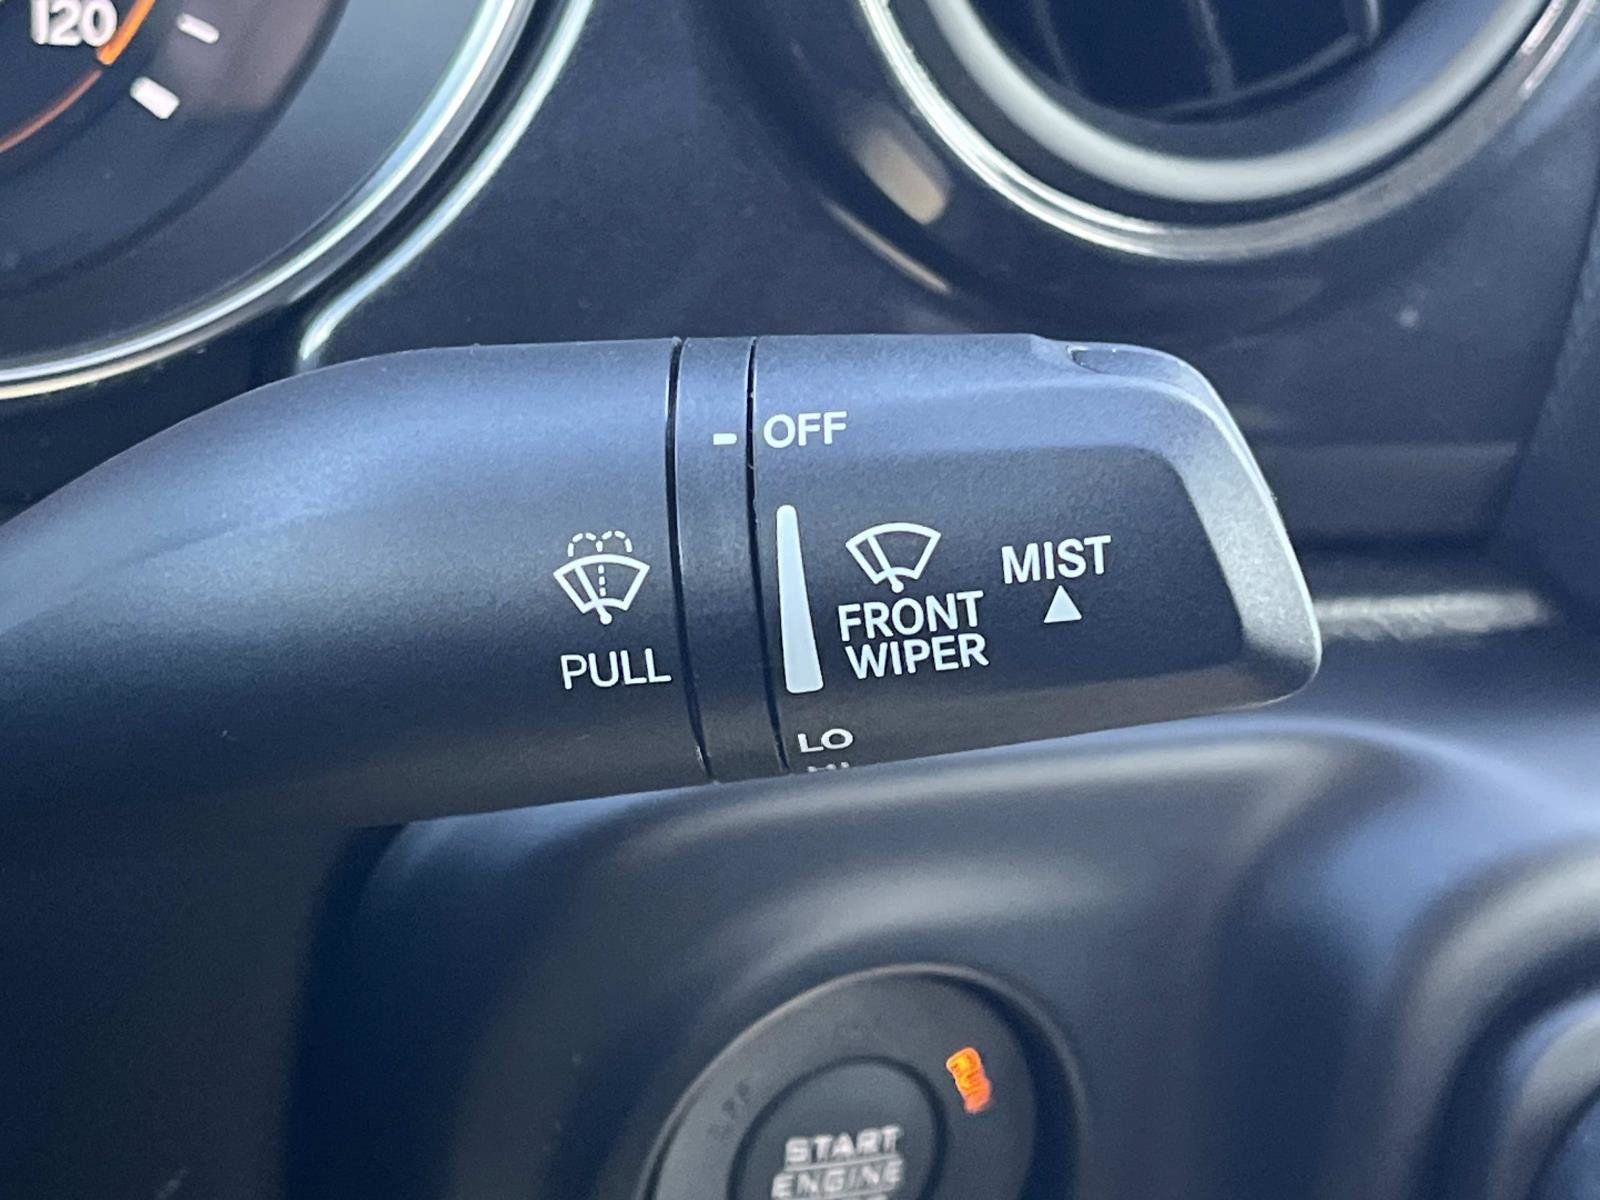 120
OFF
MIST
FRONT
WIPER
PULL
LO
START
ENGINE